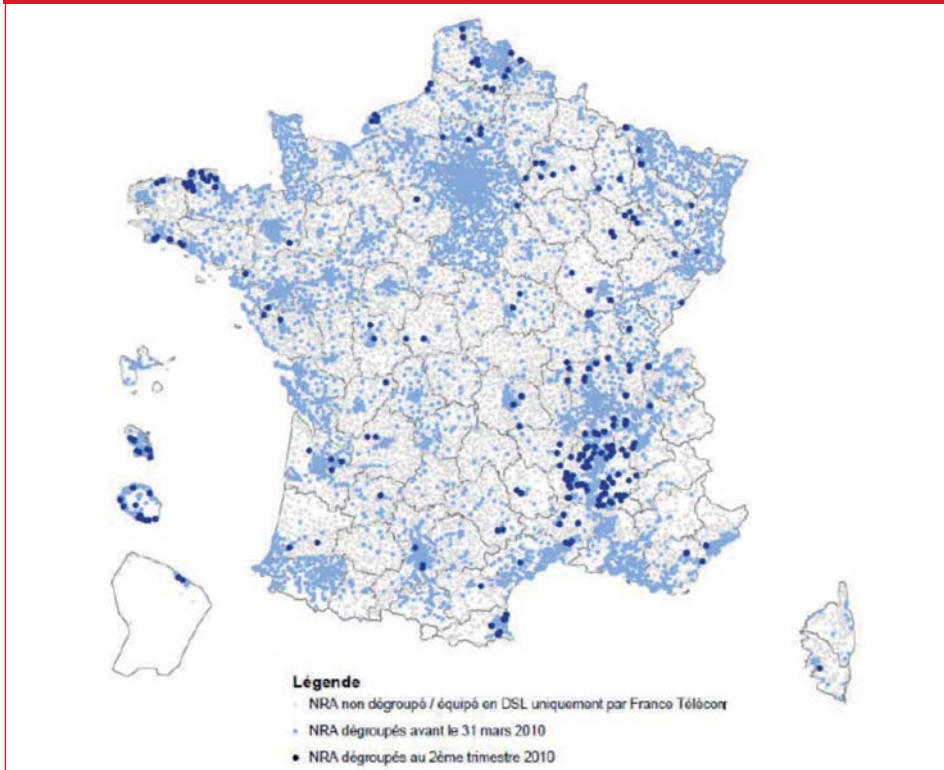 Légende
NRA non dégroupé / équipé en DSL uniquement par France Télécom
NRA dégroupés avant le 31 mars 2010
NRA dégroupés au 2ème trimestre 2010